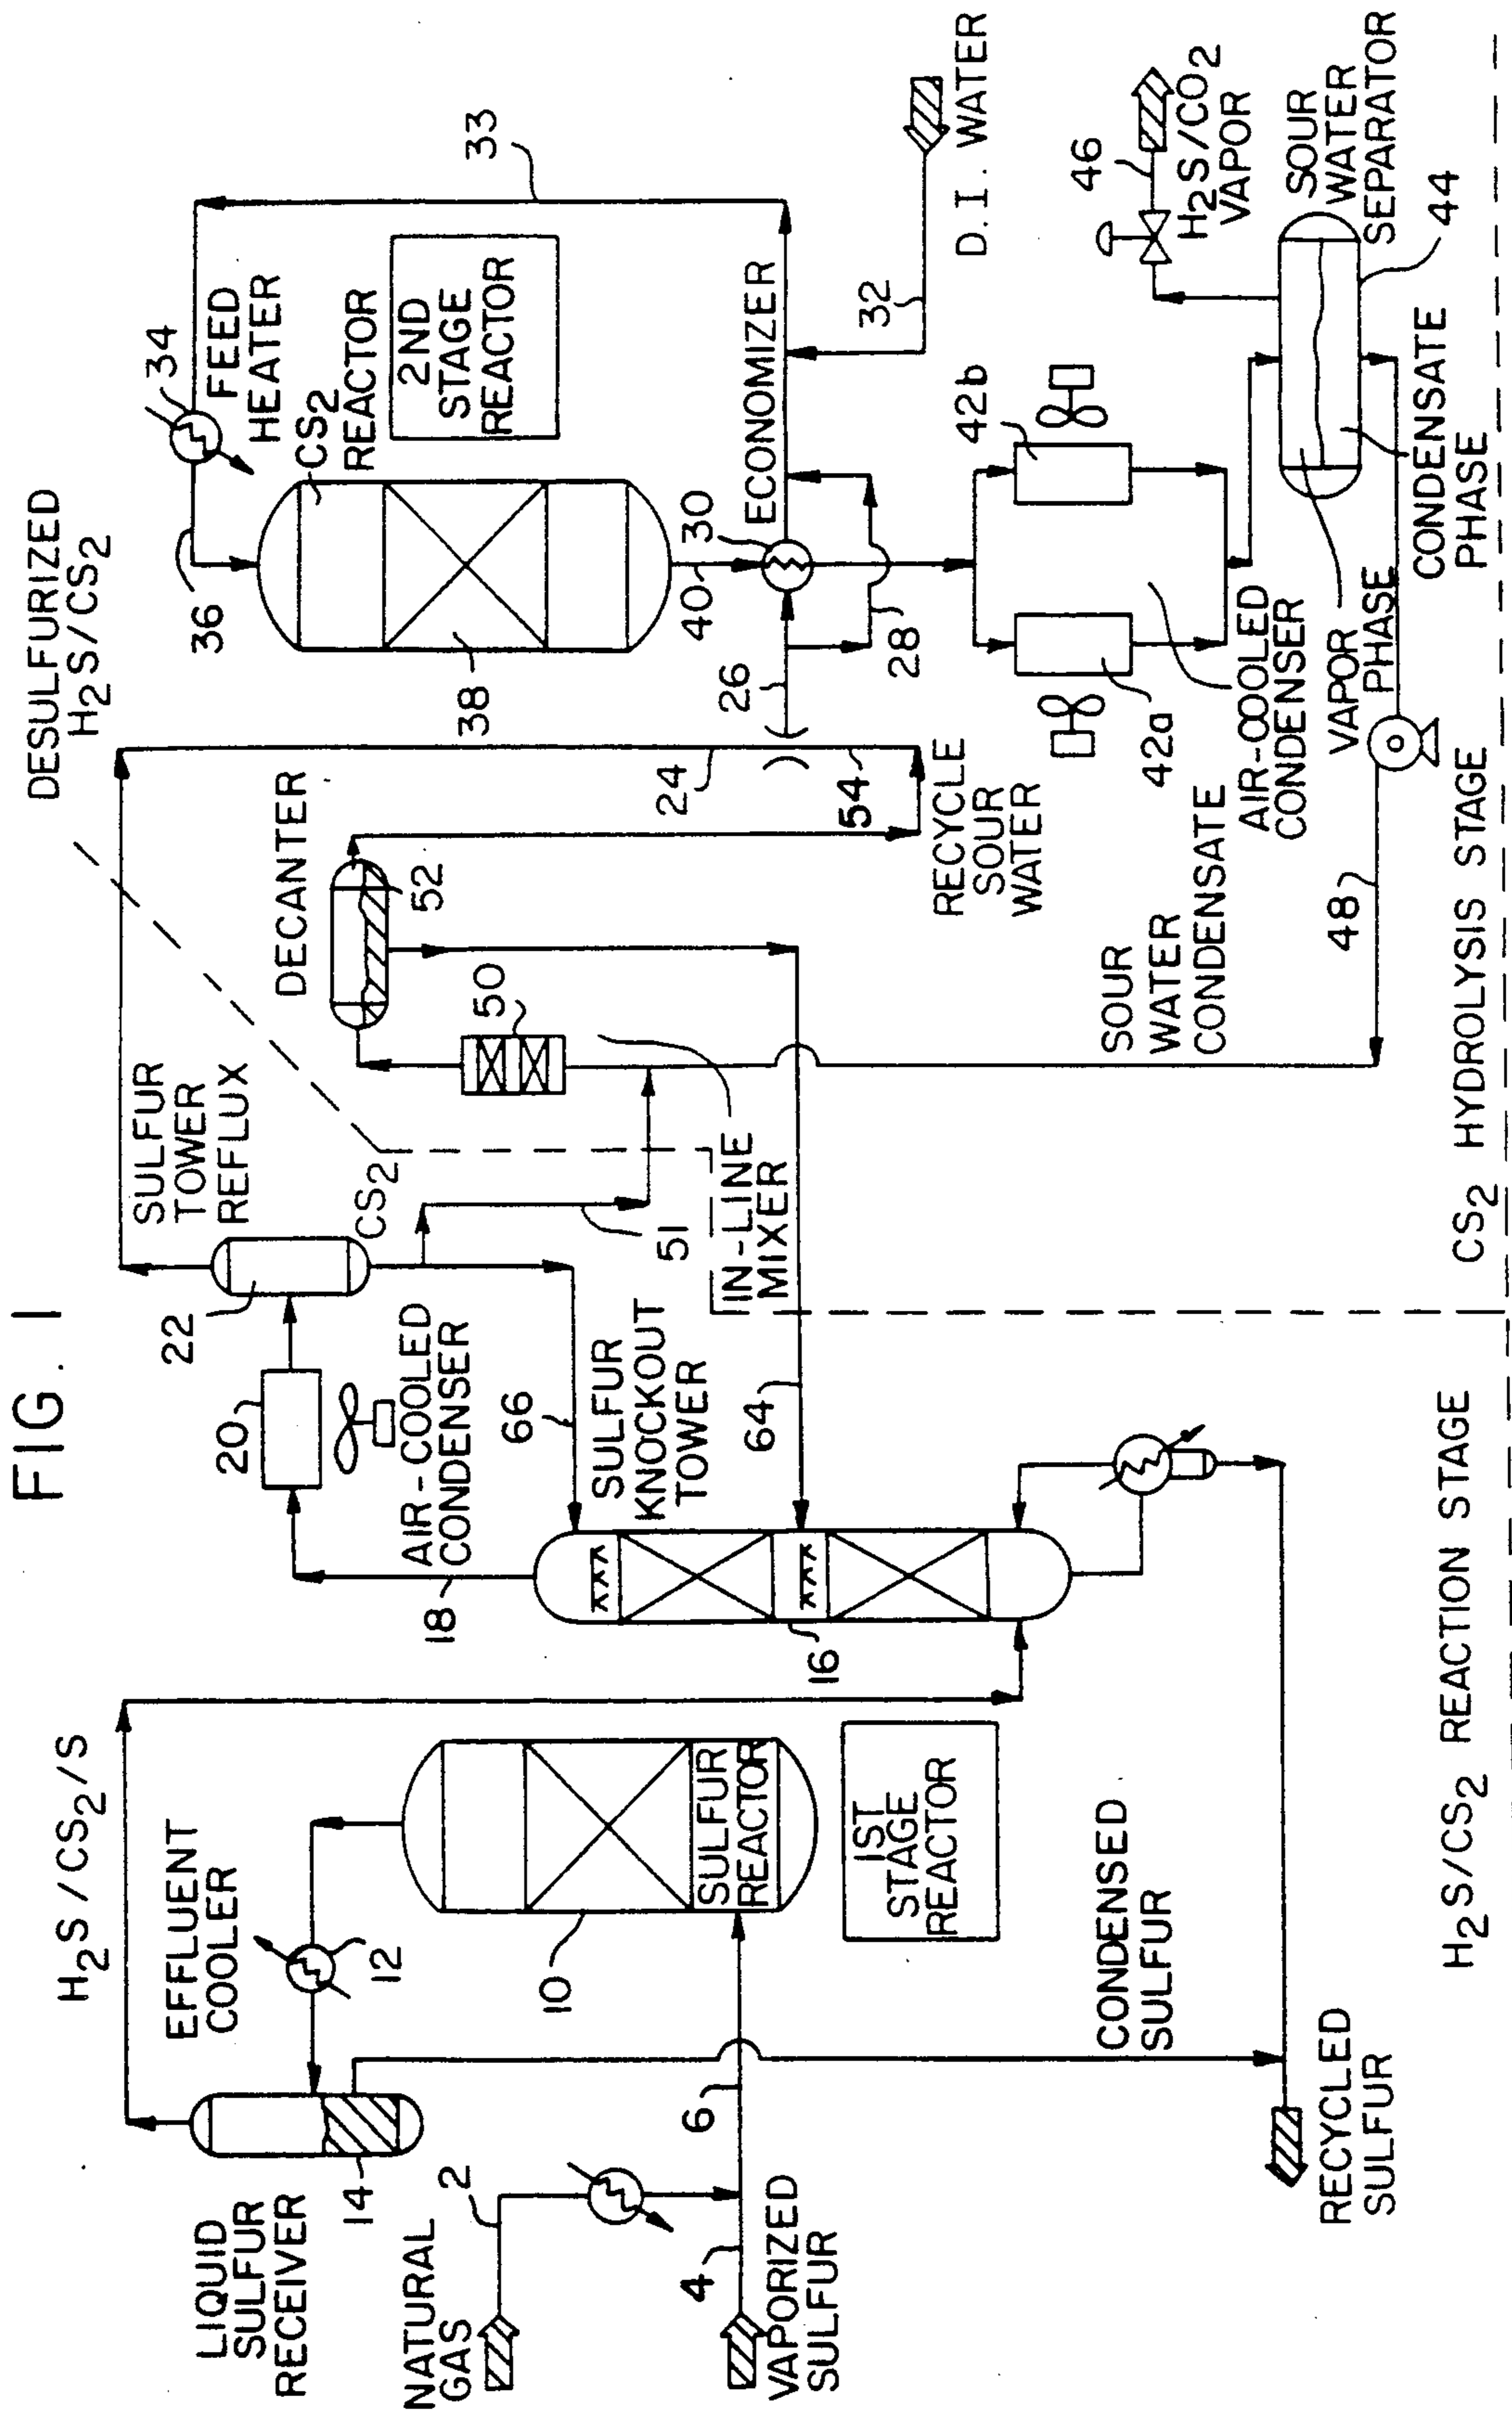 FIG. 1
H2S/CS2/S
EFFLUENT
COOLER
12
LIQUID
SULFUR
RECEIVER
14
NATURAL
GAS
2
4
6
VAPORIZED
SULFUR
10
SULFUR
REACTOR
1ST
STAGE
REACTOR
CONDENSED
SULFUR
RECYCLED
SULFUR
H2S/CS2 REACTION STAGE
16
18
20
22
AIR-COOLED
CONDENSER
SULFUR
TOWER
REFLUX
CS2
66
SULFUR
KNOCKOUT
TOWER
64
51
IN-LINE
MIXER
50
DECANTER
52
DESULFURIZED
H2S/CS2
24
54
RECYCLE
SOUR
WATER
SOUR
WATER
CONDENSATE
48
36
34
FEED
HEATER
CS2
REACTOR
2ND
STAGE
REACTOR
33
38
40
30
ECONOMIZER
26
28
32
D.I. WATER
42a
42b
AIR-COOLED
CONDENSER
46
H2S/CO2
VAPOR
SOUR
WATER
SEPARATOR
44
VAPOR
PHASE
CONDENSATE
PHASE
CS2 HYDROLYSIS STAGE